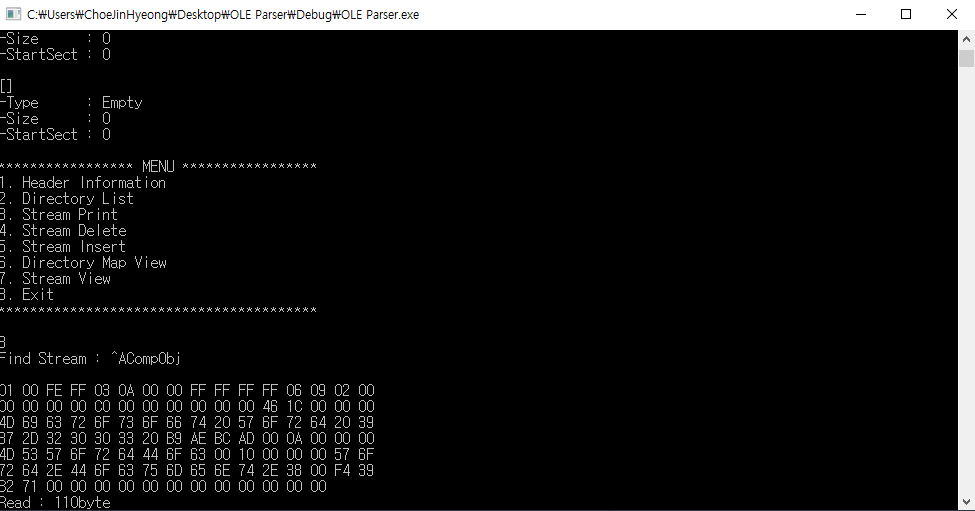 C:₩Users₩ChoeJinHyeong₩Desktop₩OLE Parser₩Debug₩OLE Parser.exe
-Size : 0
-StartSect : 0
[]
-Type : Empty
-Size : 0
-StartSect : 0
***************** MENU *****************
1. Header Information
2. Directory List
3. Stream Print
4. Stream Delete
5. Stream Insert
6. Directory Map View
7. Stream View
8. Exit
****************************************
3
Find Stream : ^ACompObj
01 00 FE FF 03 0A 00 00 FF FF FF FF 06 09 02 00
00 00 00 00 C0 00 00 00 00 00 00 46 1C 00 00 00
4D 69 63 72 6F 73 6F 66 74 20 57 6F 72 64 20 39
37 2D 32 30 30 33 20 B9 AE BC AD 00 0A 00 00 00
4D 53 57 6F 72 64 44 6F 63 00 10 00 00 00 57 6F
72 64 2E 44 6F 63 75 6D 65 6E 74 2E 38 00 F4 39
B2 71 00 00 00 00 00 00 00 00 00 00 00 00
Read : 110byte